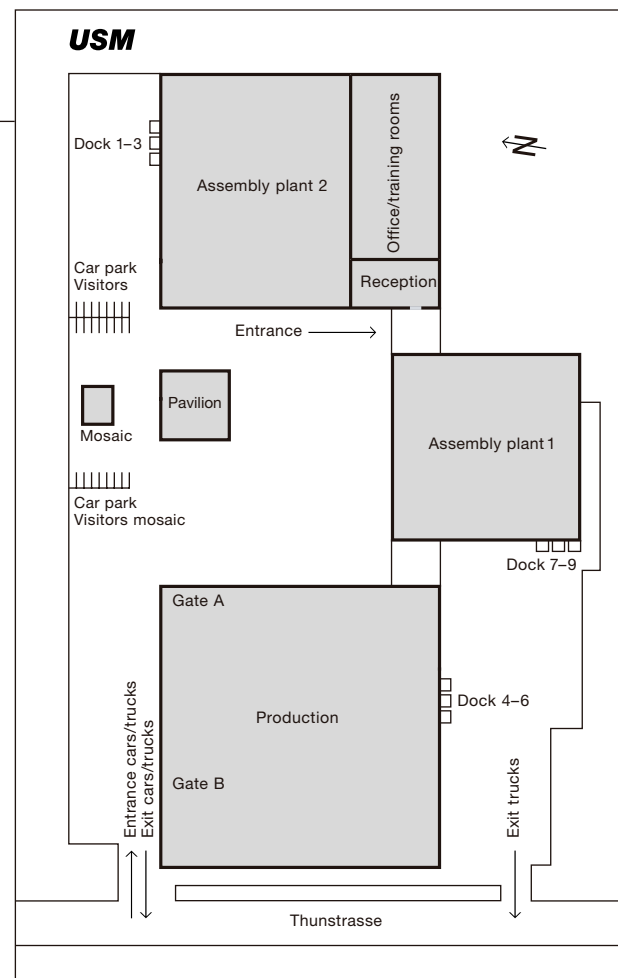 USM
Dock 1–3
Assembly plant 2
Office/training rooms
N
Car park
Visitors
Reception
Entrance
Mosaic
Pavilion
Assembly plant 1
Car park
Visitors mosaic
Dock 7–9
Gate A
Production
Dock 4–6
Gate B
Entrance cars/trucks
Exit cars/trucks
Exit trucks
Thunstrasse